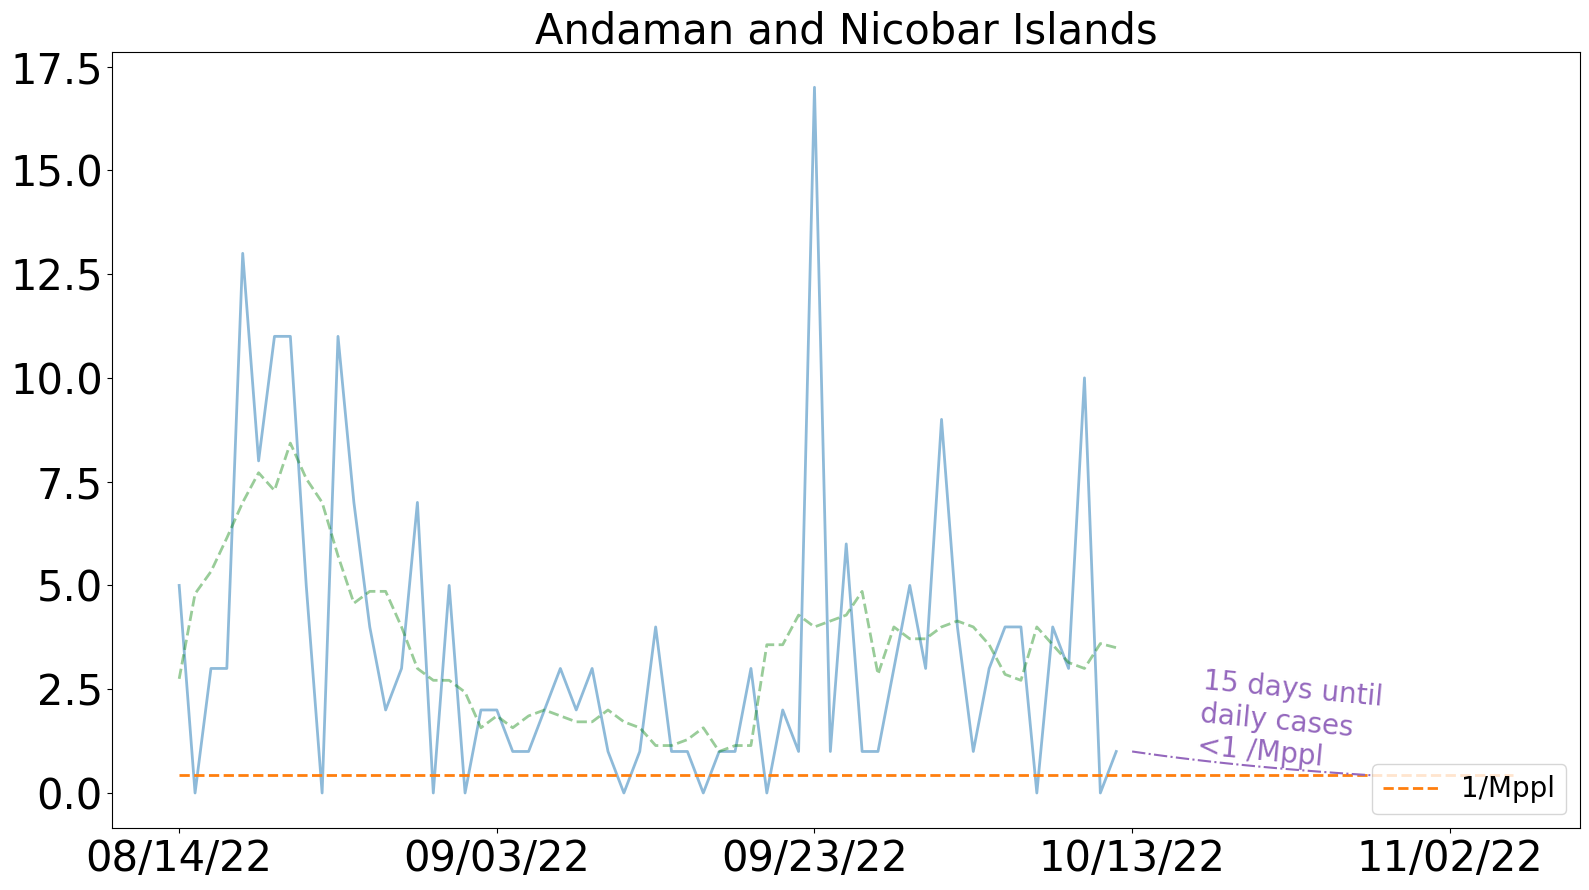 Andaman and Nicobar Islands
17.5
15.0
12.5
10.0
7.5
5.0
2.5
0.0
15 days until
daily cases
<1 /Mppl
1/Mppl
08/14/22 09/03/22 09/23/22 10/13/22 11/02/22